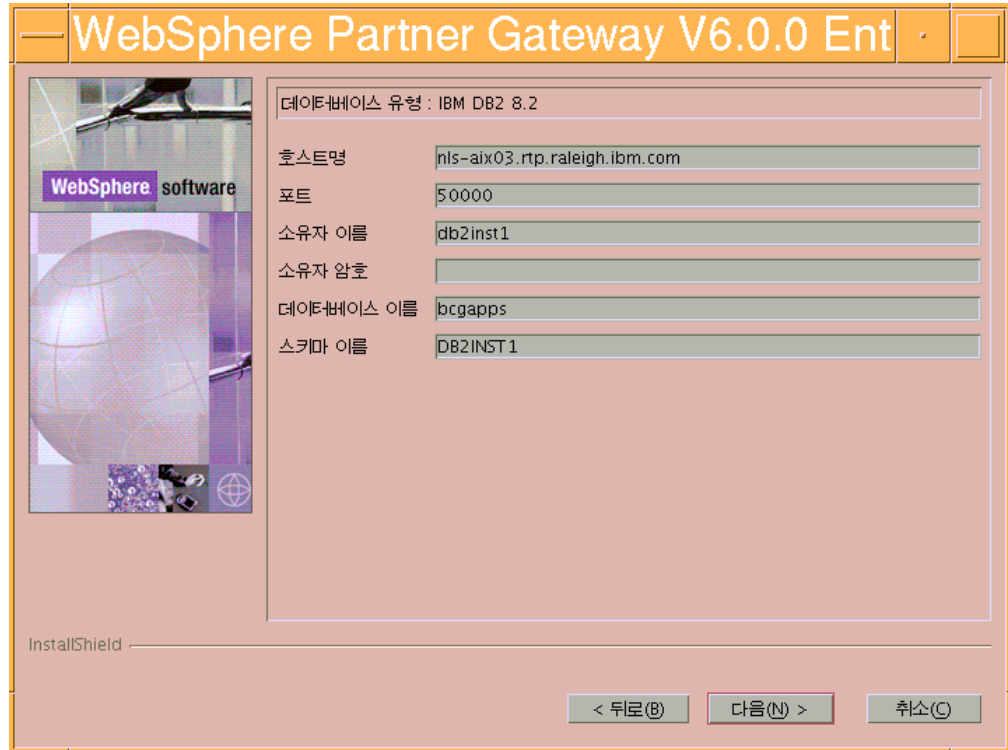 WebSphere Partner Gateway V6.0.0 Ent
WebSphere software
데이터베이스 유형 : IBM DB2 8.2
호스트명 nls-aix03.rtp.raleigh.ibm.com
포트 50000
소유자 이름 db2inst1
소유자 암호
데이터베이스 이름 bcgapps
스키마 이름 DB2INST1
InstallShield
< 뒤로(B) 다음(N) > 취소(C)